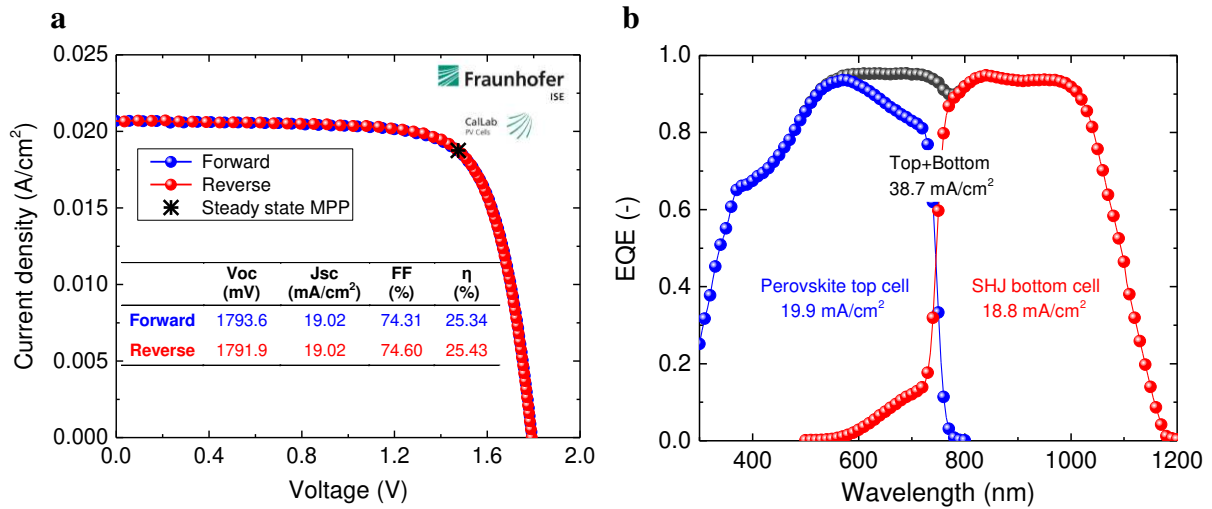 a
0.025
0.020
0.015
0.010
0.005
0.000
Current density (A/cm²)
0.0 0.4 0.8 1.2 1.6 2.0
Voltage (V)
Fraunhofer
ISE
CalLab
PV Cells
Forward
Reverse
Steady state MPP
Voc Jsc FF η
(mV) (mA/cm²) (%) (%)
Forward 1793.6 19.02 74.31 25.34
Reverse 1791.9 19.02 74.60 25.43
b
1.0
0.8
0.6
0.4
0.2
0.0
EQE (-)
400 600 800 1000 1200
Wavelength (nm)
Top+Bottom
38.7 mA/cm²
Perovskite top cell
19.9 mA/cm²
SHJ bottom cell
18.8 mA/cm²